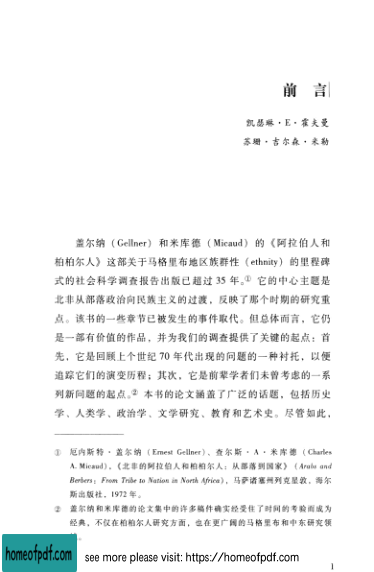 前 言
凯瑟琳·E·霍夫曼
苏珊·吉尔森·米勒
盖尔纳（Gellner）和米库德（Micaud）的《阿拉伯人和
柏柏尔人》这部关于马格里布地区族群性（ethnity）的里程碑
式的社会科学调查报告出版已超过 35 年。① 它的中心主题是
北非从部落政治向民族主义的过渡，反映了那个时期的研究重
点。该书的一些章节已被发生的事件取代。但总体而言，它仍
是一部有价值的作品，并为我们的调查提供了关键的起点：首
先，它是回顾上个世纪 70 年代出现的问题的一种衬托，以便
追踪它们的演变历程；其次，它是前辈学者们未曾考虑的一系
列新问题的起点。② 本书的论文涵盖了广泛的话题，包括历史
学、人类学、政治学、文学研究、教育和艺术史。尽管如此，
① 厄内斯特·盖尔纳（Ernest Gellner）、查尔斯·A·米库德（Charles
A. Micaud），《北非的阿拉伯人和柏柏尔人：从部落到国家》（Arabs and
Berbers: From Tribe to Nation in North Africa），马萨诸塞州列克星敦，海尔
斯出版社，1972 年。
② 盖尔纳和米库德的论文集中的许多稿件确实经受住了时间的考验而成为
经典，不仅在柏柏尔人研究方面，也在更广阔的马格里布和中东研究领
homeofpdf.com
see more please visit: https://homeofpdf.com
1